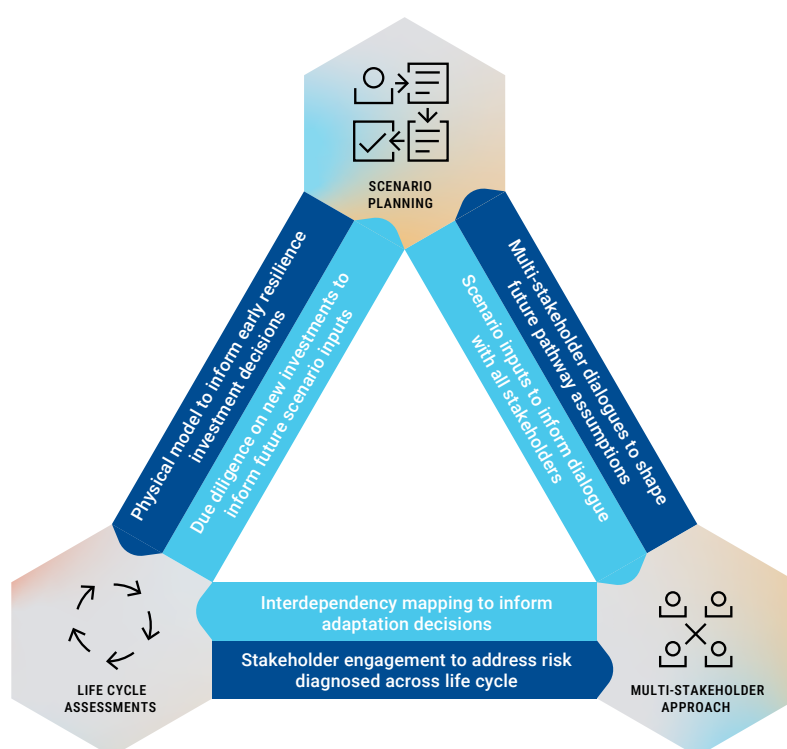 SCENARIO
PLANNING
Physical model to inform early resilience
investment decisions
Due diligence on new investments to
inform future scenario inputs
Multi-stakeholder dialogues to shape
future pathway assumptions
Scenario inputs to inform dialogue
with all stakeholders
Interdependency mapping to inform
adaptation decisions
Stakeholder engagement to address risk
diagnosed across life cycle
LIFE CYCLE
ASSESSMENTS
MULTI-STAKEHOLDER
APPROACH